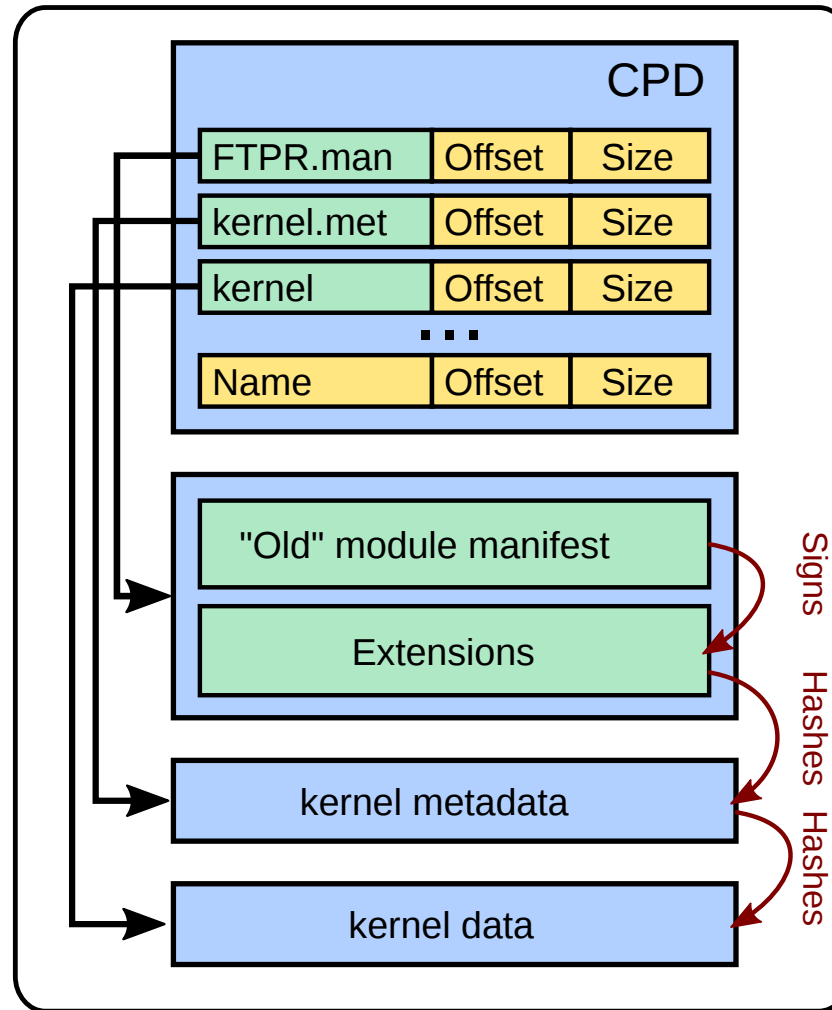 CPD
FTPR.man Offset Size
kernel.met Offset Size
kernel Offset Size
...
Name Offset Size
"Old" module manifest
Signs
Extensions
Hashes
kernel metadata
Hashes
kernel data